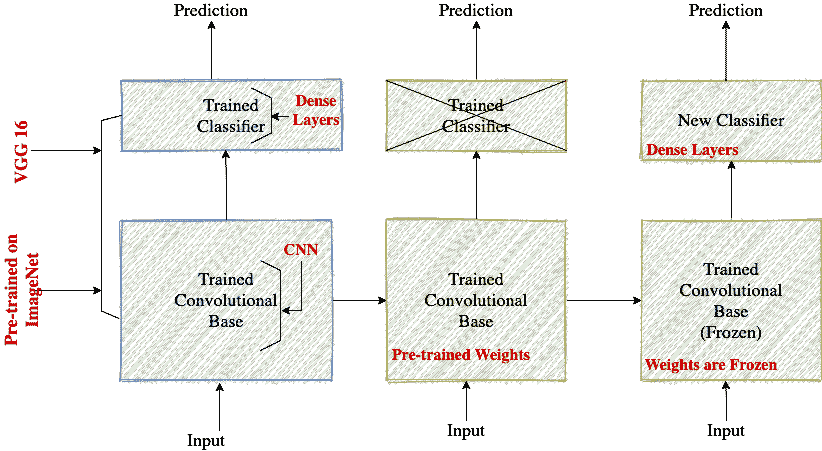 Prediction
Prediction
Prediction
VGG 16
Pre-trained on
ImageNet
Trained
Classifier
Dense
Layers
Trained
Classifier
New Classifier
Dense Layers
CNN
Trained
Convolutional
Base
Trained
Convolutional
Base
Pre-trained Weights
Trained
Convolutional
Base
(Frozen)
Weights are Frozen
Input
Input
Input